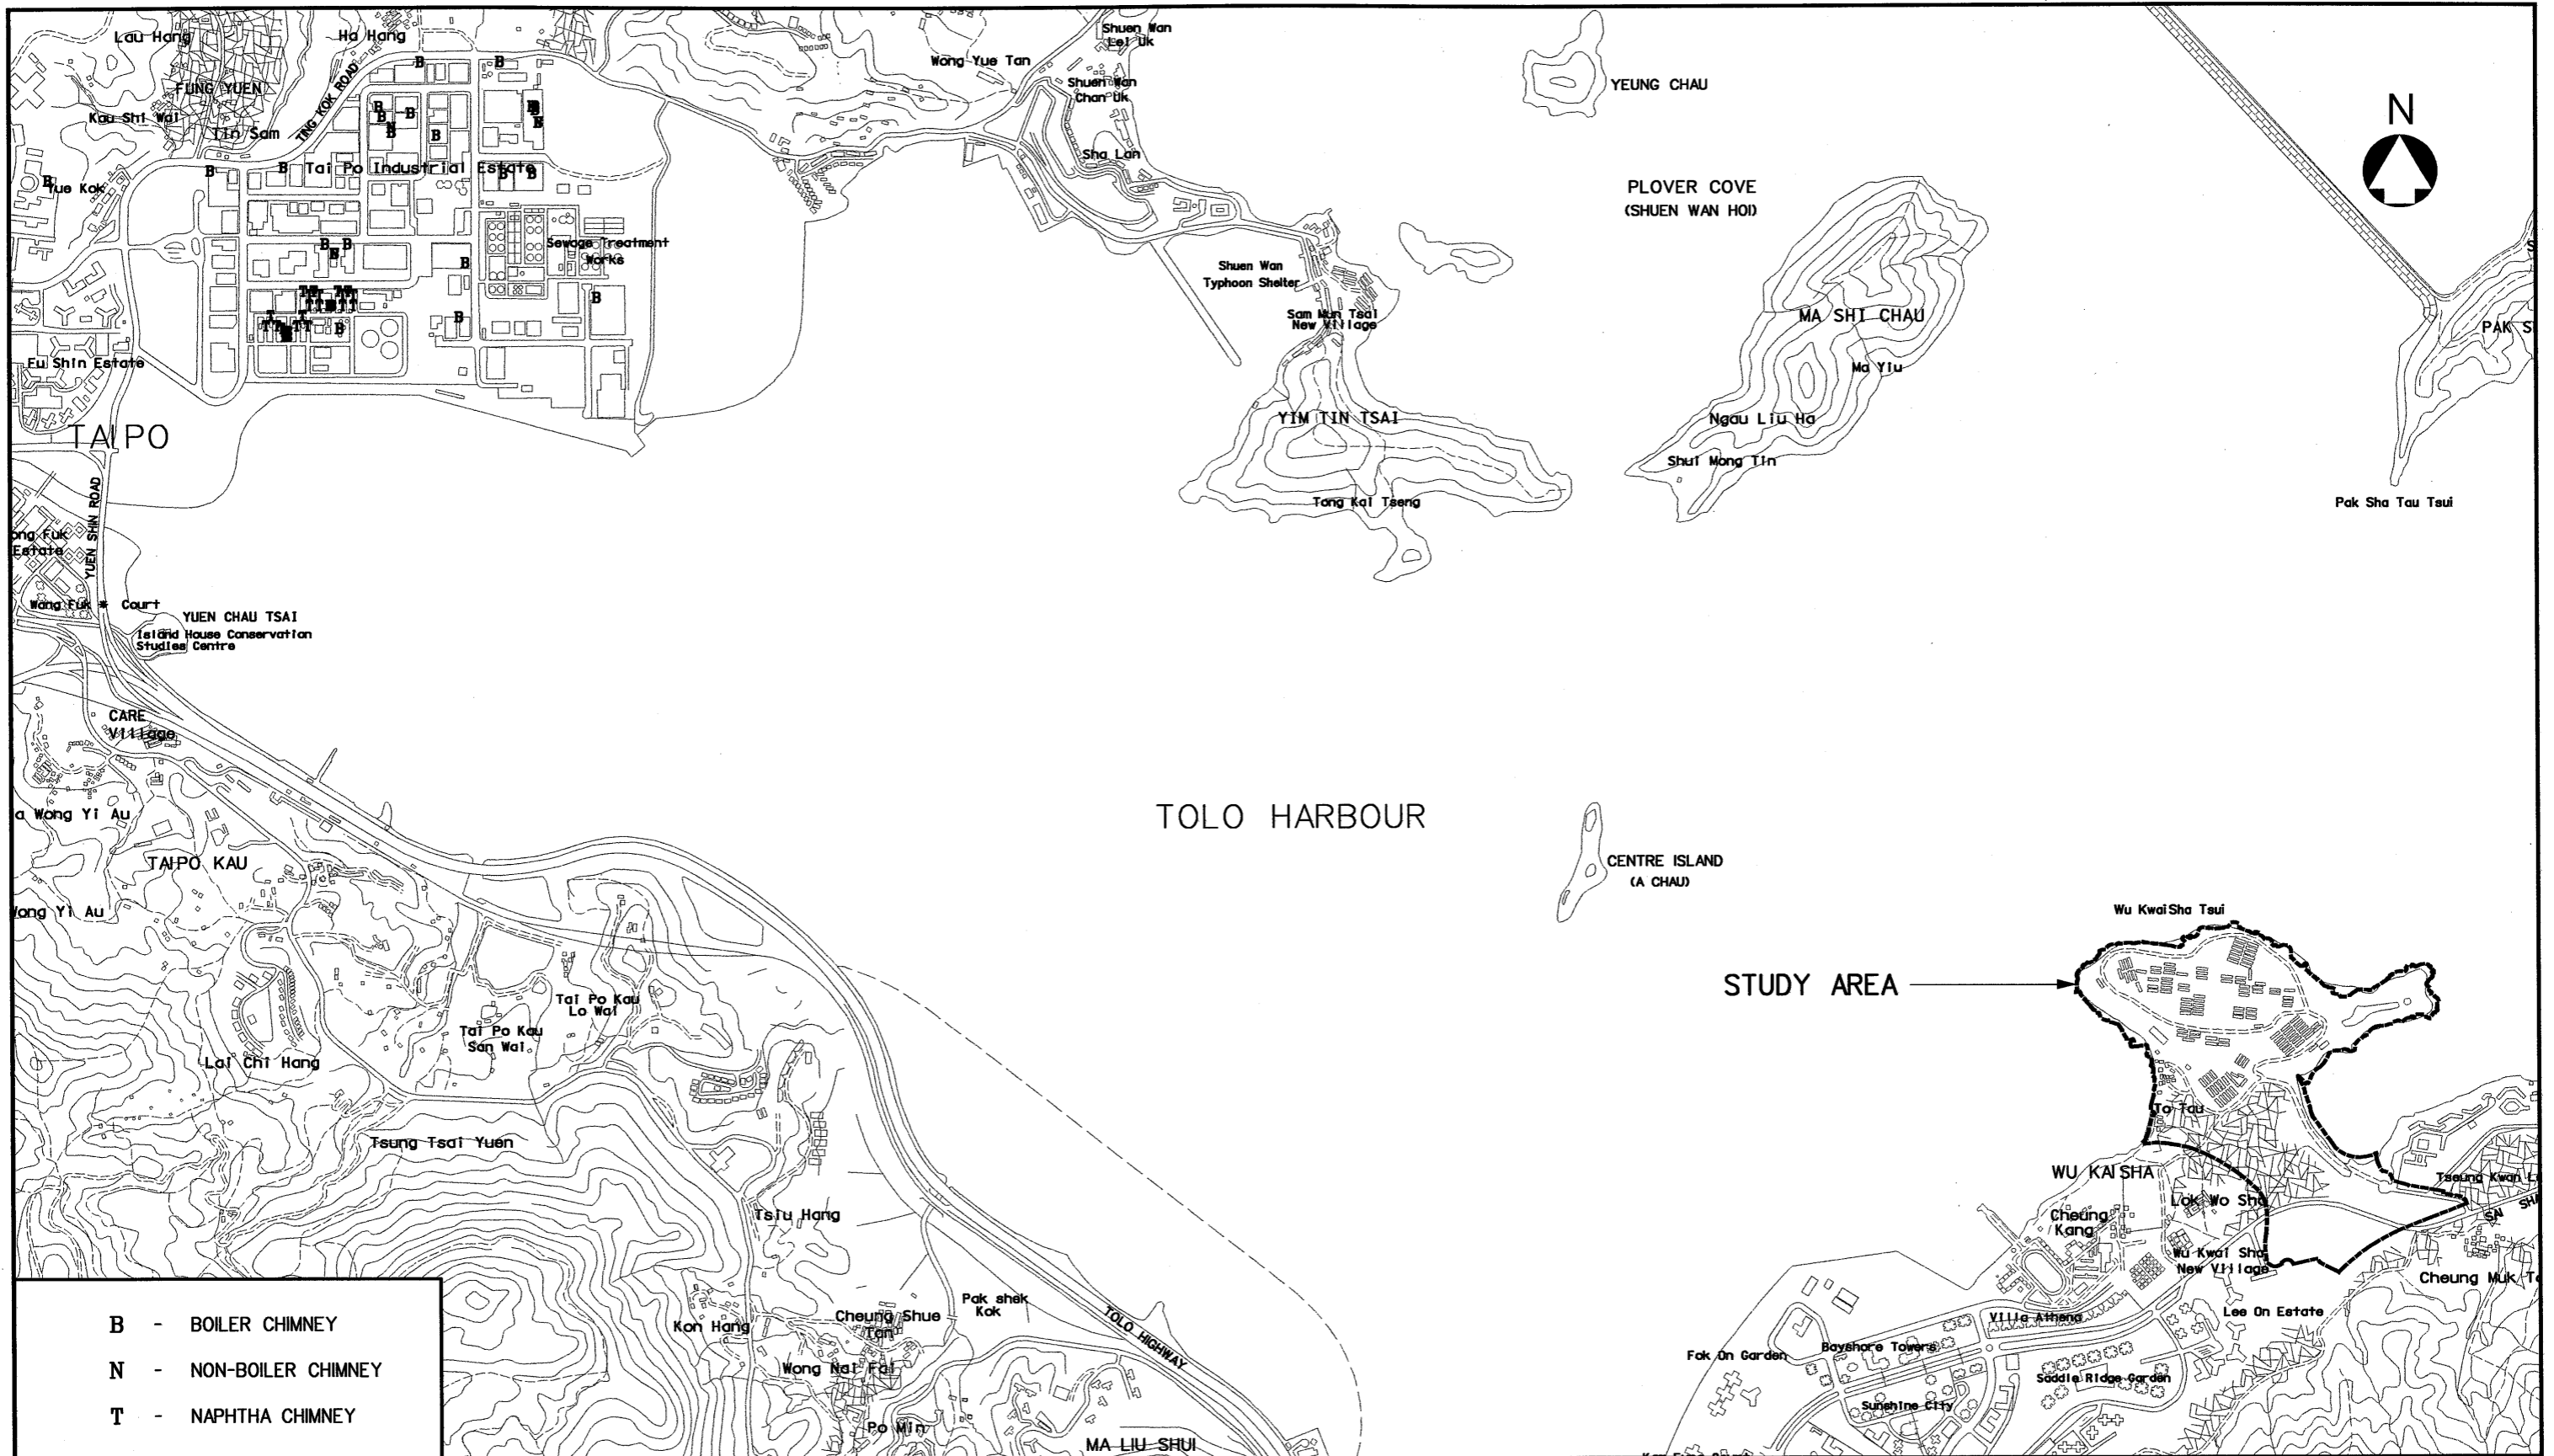 Lau Hang
Ha Hang
FUNG YUEN
Kau Shi Wai
Tin Sam
TING KOK ROAD
Yue Kok
Tai Po Industrial Estate
Sewage Treatment
Works
Fu Shin Estate
TAI PO
YUEN SHIN ROAD
Estate
Wang Fuk Court
YUEN CHAU TSAI
Island House Conservation
Studies Centre
Wong Yue Tan
Shuen Wan
Lei Uk
Shuen Wan
Chan Uk
Sha Lan
Shuen Wan
Typhoon Shelter
Sam Mun Tsai
New Village
YIM TIN TSAI
Tong Kai Tseng
YEUNG CHAU
PLOVER COVE
(SHUEN WAN HOI)
MA SHI CHAU
Ma Yiu
Ngau Liu Ha
Shui Mong Tin
N
PAK S
Pak Sha Tau Tsui
CARE
Village
a Wong Yi Au
TAIPO KAU
Wong Yi Au
Lai Chi Hang
Tai Po Kau
Lo Wai
Tai Po Kau
San Wai
Tsung Tsai Yuen
Tsiu Hang
TOLO HARBOUR
CENTRE ISLAND
(A CHAU)
Wu Kwai Sha Tsui
STUDY AREA
To Tau
WU KAI SHA
Lok Wo Sha
Cheung
Kang
Wu Kwai Sha
New Village
Tseung Kwan L
SAI SH
Cheung Muk T
Lee On Estate
Villa Athena
Bayshore Towers
Fok On Garden
Saddle Ridge Garden
Sunshine City
Kon Hang
Cheung Shue
Tan
Pak shek
Kok
Wong Nai Fai
Po Min
TOLO HIGHWAY
MA LIU SHUI
B - BOILER CHIMNEY
N - NON-BOILER CHIMNEY
T - NAPHTHA CHIMNEY